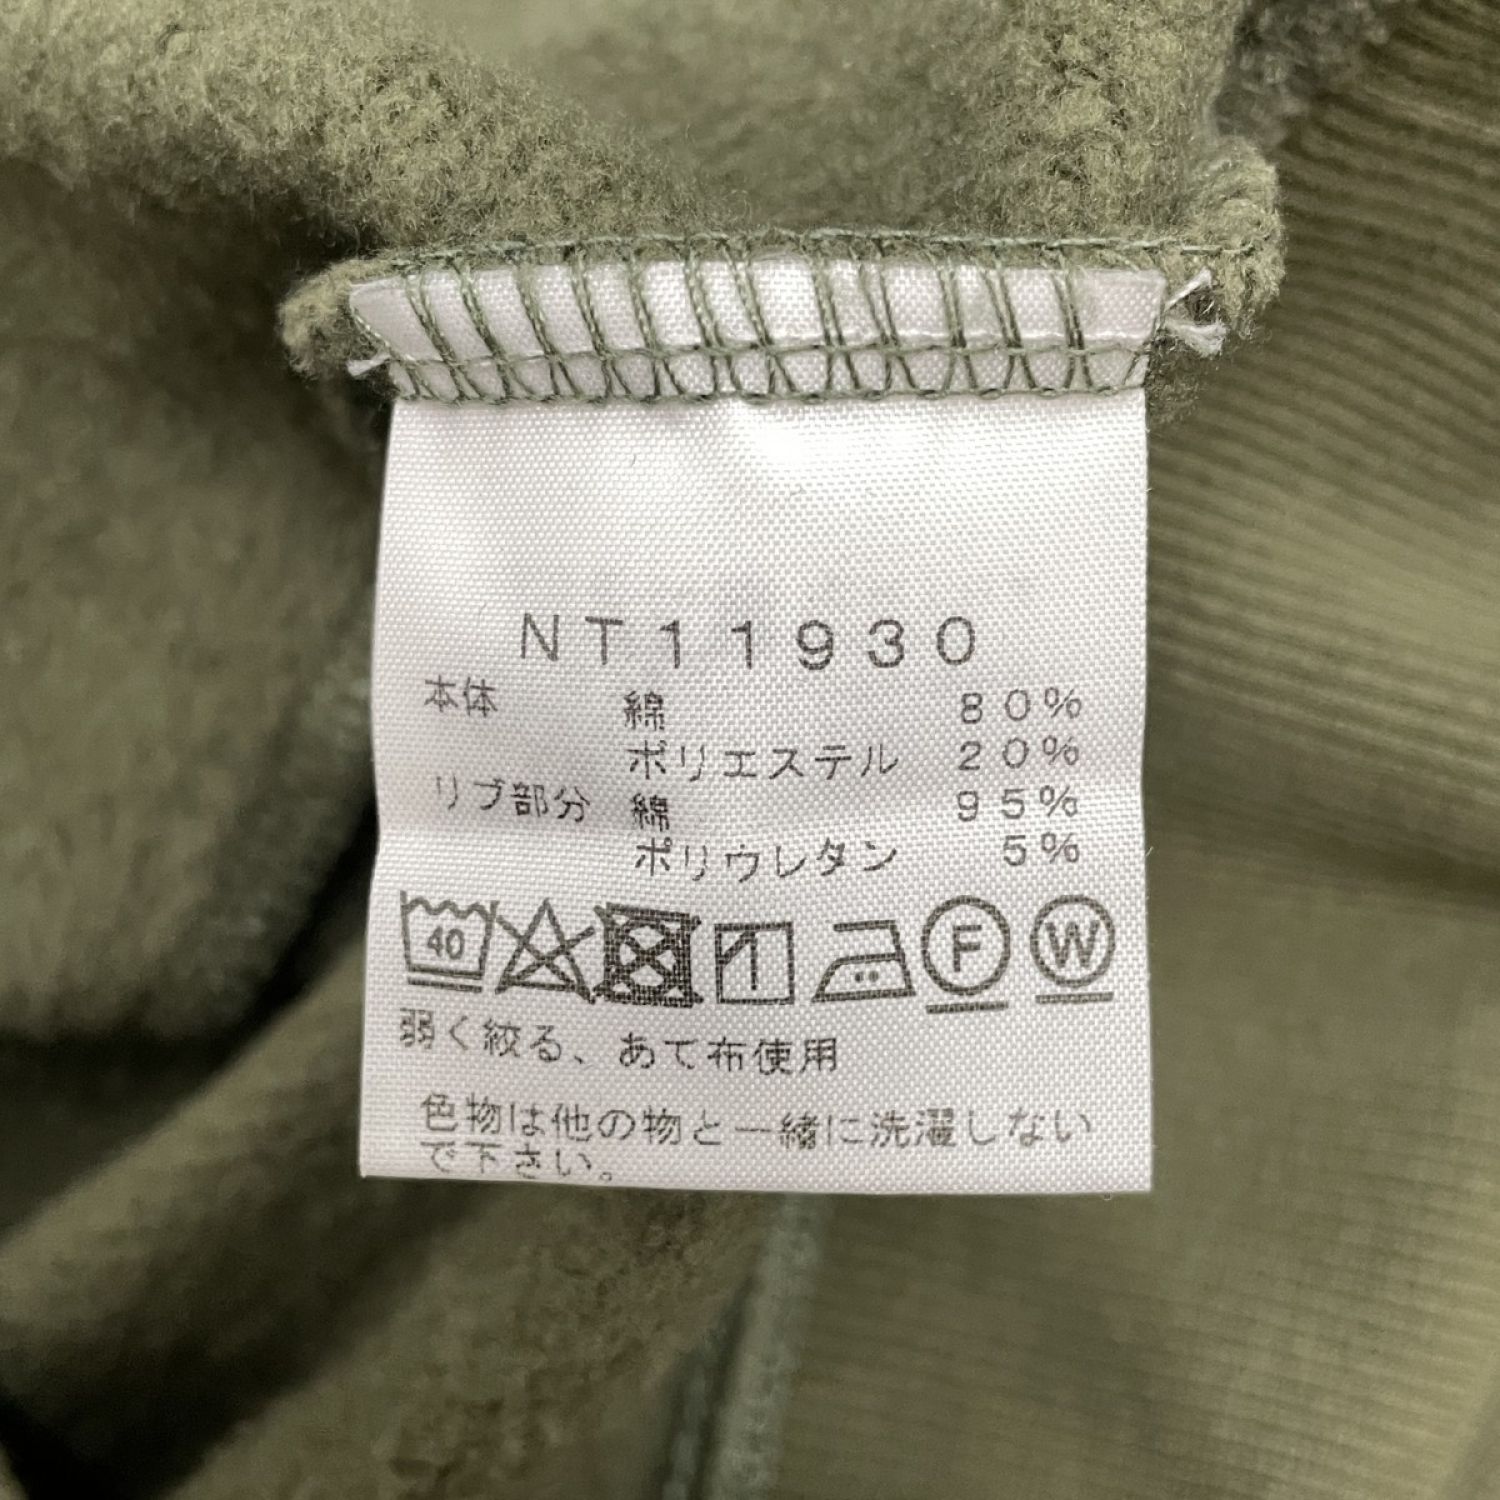 NT11930
本体 綿 80%
ポリエステル 20%
リブ部分 綿 95%
ポリウレタン 5%
40 F W
弱く絞る、あて布使用
色物は他の物と一緒に洗濯しない
で下さい。